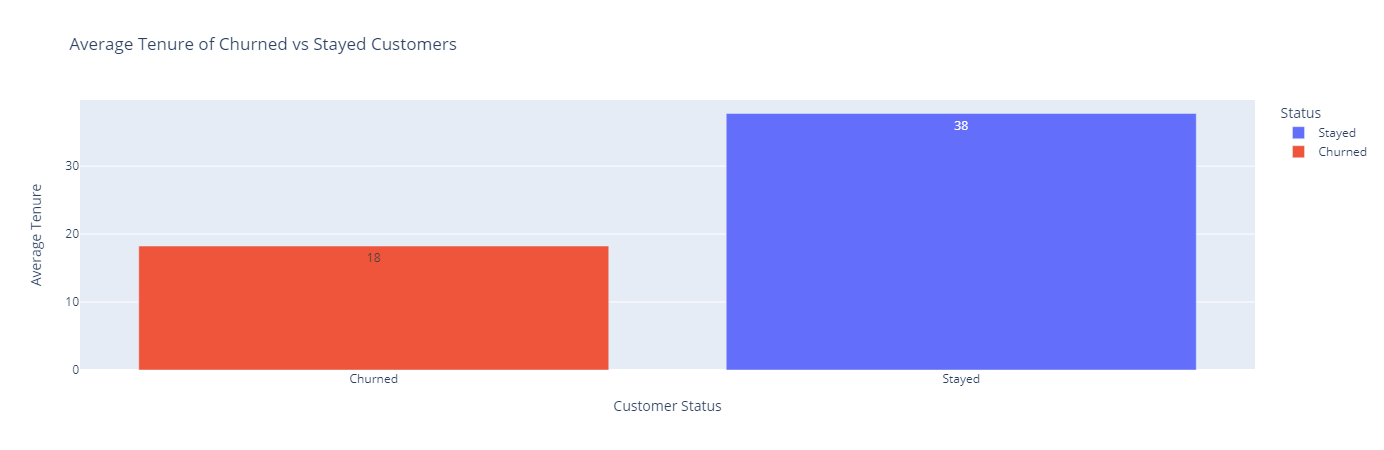 Average Tenure of Churned vs Stayed Customers
Status
Stayed
Churned
38
18
30
20
10
0
Average Tenure
Churned
Stayed
Customer Status